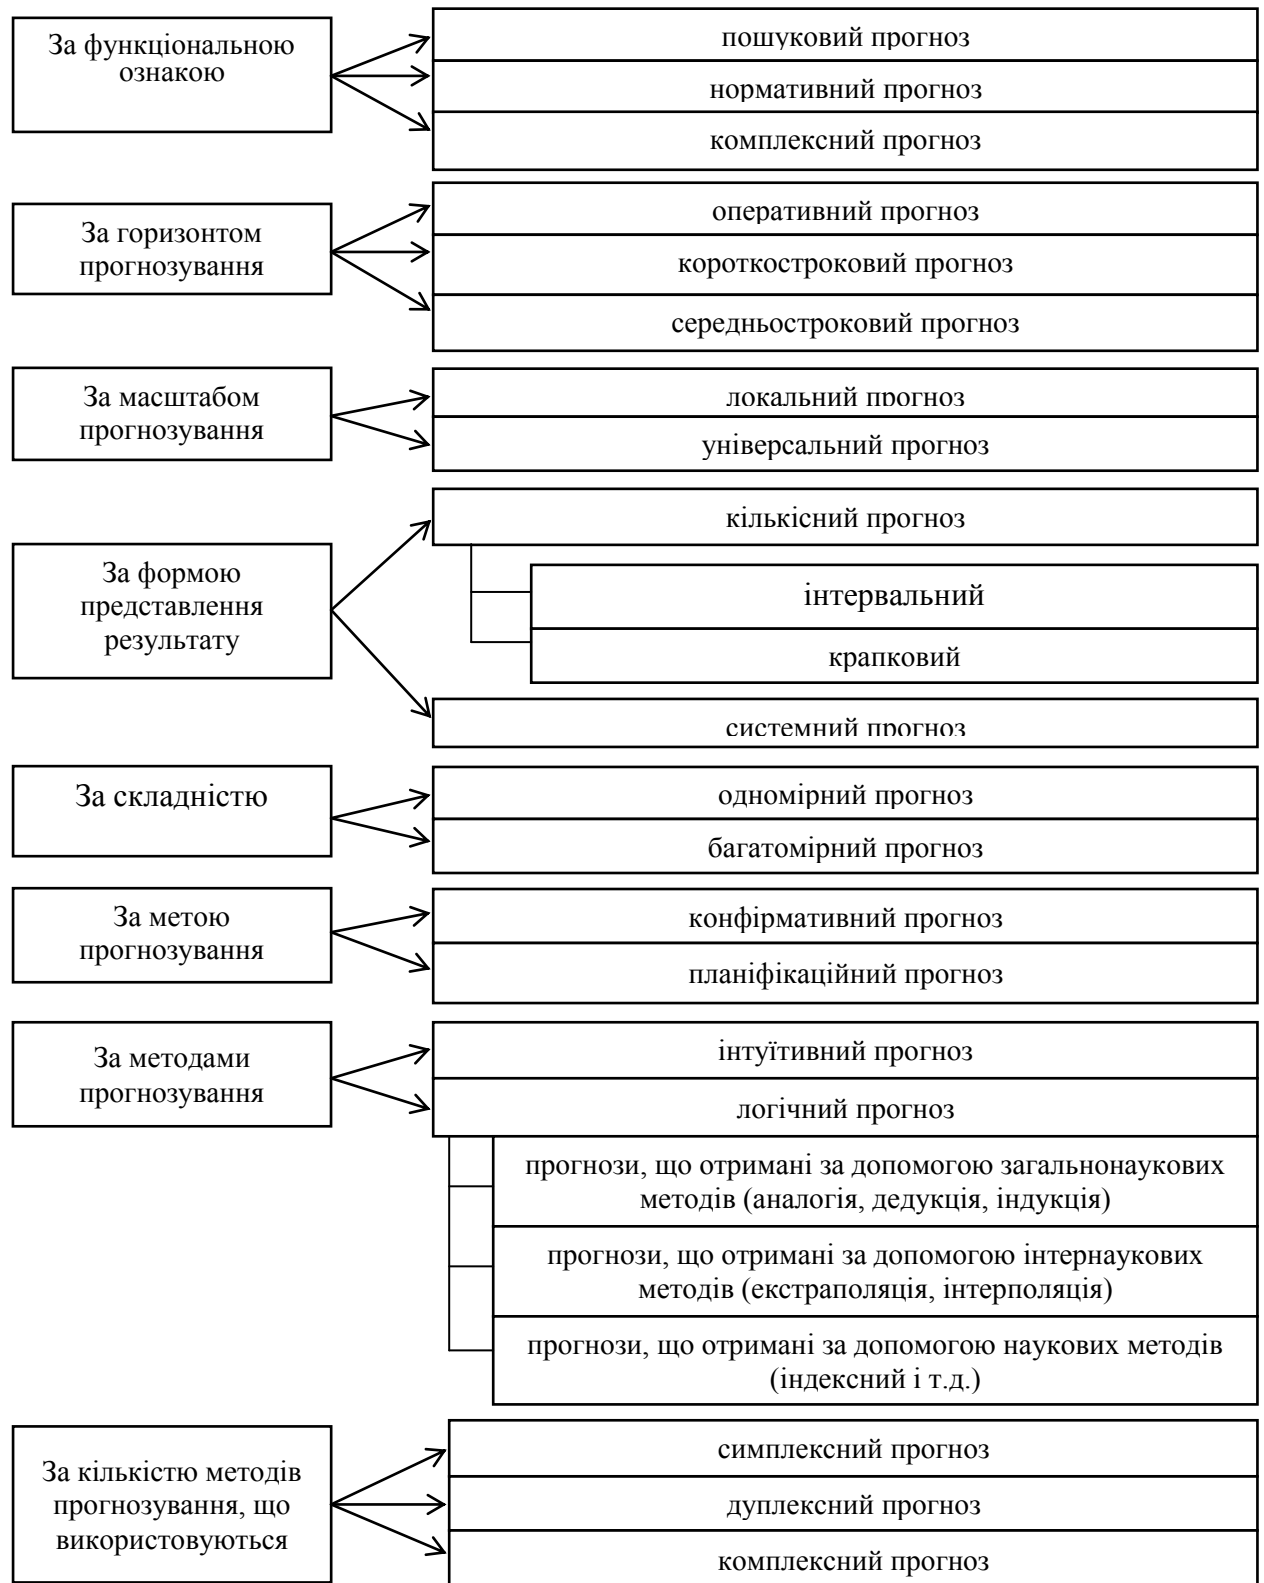 За функціональною
ознакою
пошуковий прогноз
нормативний прогноз
комплексний прогноз
За горизонтом
прогнозування
оперативний прогноз
короткостроковий прогноз
середньостроковий прогноз
За масштабом
прогнозування
локальний прогноз
універсальний прогноз
За формою
представлення
результату
кількісний прогноз
інтервальний
крапковий
системний прогноз
За складністю
одномірний прогноз
багатомірний прогноз
За метою
прогнозування
конфірмативний прогноз
планіфікаційний прогноз
За методами
прогнозування
інтуїтивний прогноз
логічний прогноз
прогнози, що отримані за допомогою загальнонаукових
методів (аналогія, дедукція, індукція)
прогнози, що отримані за допомогою інтернаукових
методів (екстраполяція, інтерполяція)
прогнози, що отримані за допомогою наукових методів
(індексний і т.д.)
За кількістю методів
прогнозування, що
використовуються
симплексний прогноз
дуплексний прогноз
комплексний прогноз